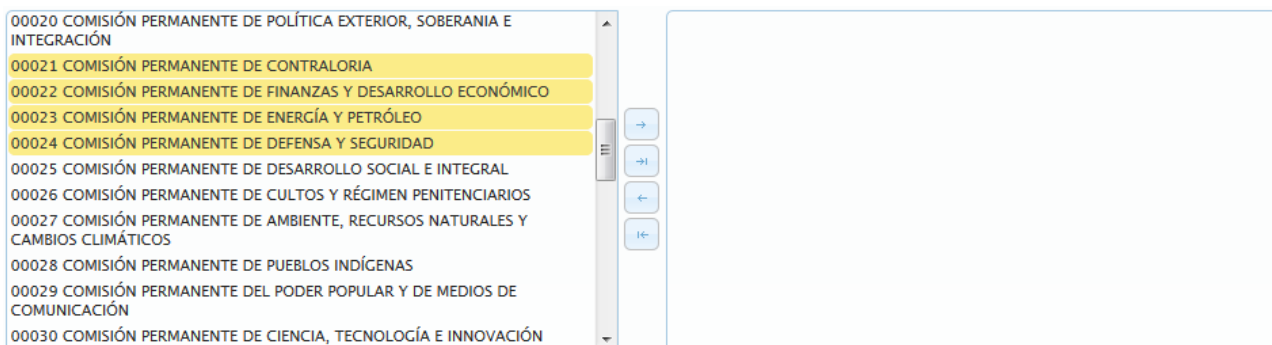 00020 COMISIÓN PERMANENTE DE POLÍTICA EXTERIOR, SOBERANIA E
INTEGRACIÓN
00021 COMISIÓN PERMANENTE DE CONTRALORIA
00022 COMISIÓN PERMANENTE DE FINANZAS Y DESARROLLO ECONÓMICO
00023 COMISIÓN PERMANENTE DE ENERGÍA Y PETRÓLEO
00024 COMISIÓN PERMANENTE DE DEFENSA Y SEGURIDAD
00025 COMISIÓN PERMANENTE DE DESARROLLO SOCIAL E INTEGRAL
00026 COMISIÓN PERMANENTE DE CULTOS Y RÉGIMEN PENITENCIARIOS
00027 COMISIÓN PERMANENTE DE AMBIENTE, RECURSOS NATURALES Y
CAMBIOS CLIMÁTICOS
00028 COMISIÓN PERMANENTE DE PUEBLOS INDÍGENAS
00029 COMISIÓN PERMANENTE DEL PODER POPULAR Y DE MEDIOS DE
COMUNICACIÓN
00030 COMISIÓN PERMANENTE DE CIENCIA, TECNOLOGÍA E INNOVACIÓN